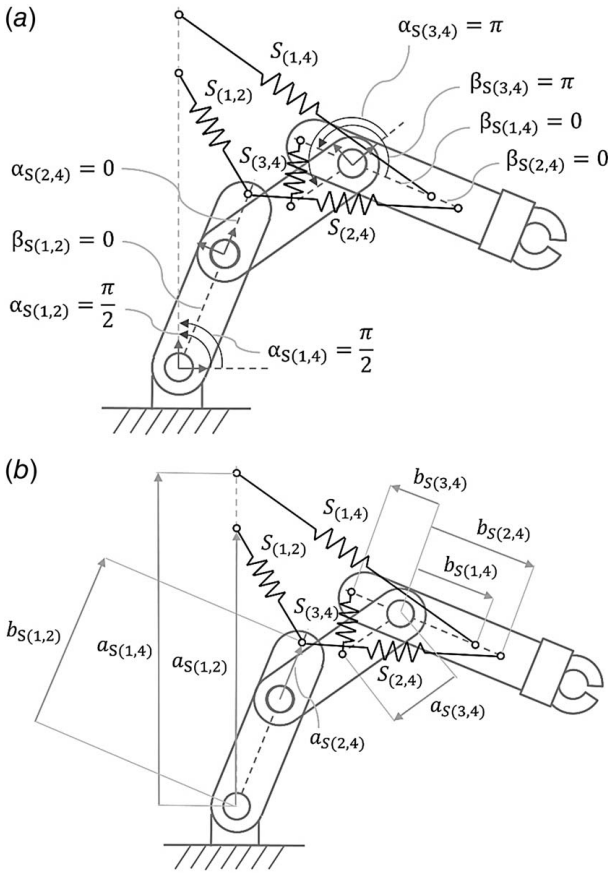 (a)
α_S(3,4) = π
S_(1,4)
β_S(3,4) = π
S_(1,2)
β_S(1,4) = 0
S_(3,4)
β_S(2,4) = 0
α_S(2,4) = 0
S_(2,4)
β_S(1,2) = 0
α_S(1,2) = π/2
α_S(1,4) = π/2
(b)
b_S(3,4)
S_(1,4)
b_S(2,4)
S_(1,2)
b_S(1,4)
S_(3,4)
b_S(1,2)
a_S(1,4)
a_S(1,2)
S_(2,4)
a_S(3,4)
a_S(2,4)